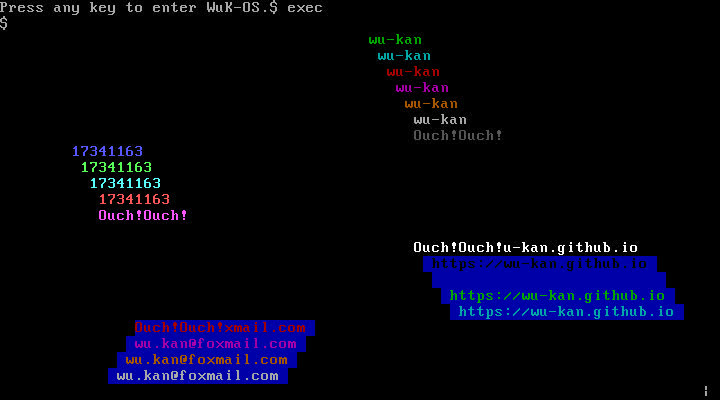 Press any key to enter WuK-OS.$ exec
$
wu-kan
wu-kan
wu-kan
wu-kan
wu-kan
wu-kan
Ouch!Ouch!
17341163
17341163
17341163
17341163
Ouch!Ouch!
Ouch!Ouch!u-kan.github.io
https://wu-kan.github.io
https://wu-kan.github.io
https://wu-kan.github.io
Ouch!Ouch!xmail.com
wu.kan@foxmail.com
wu.kan@foxmail.com
wu.kan@foxmail.com